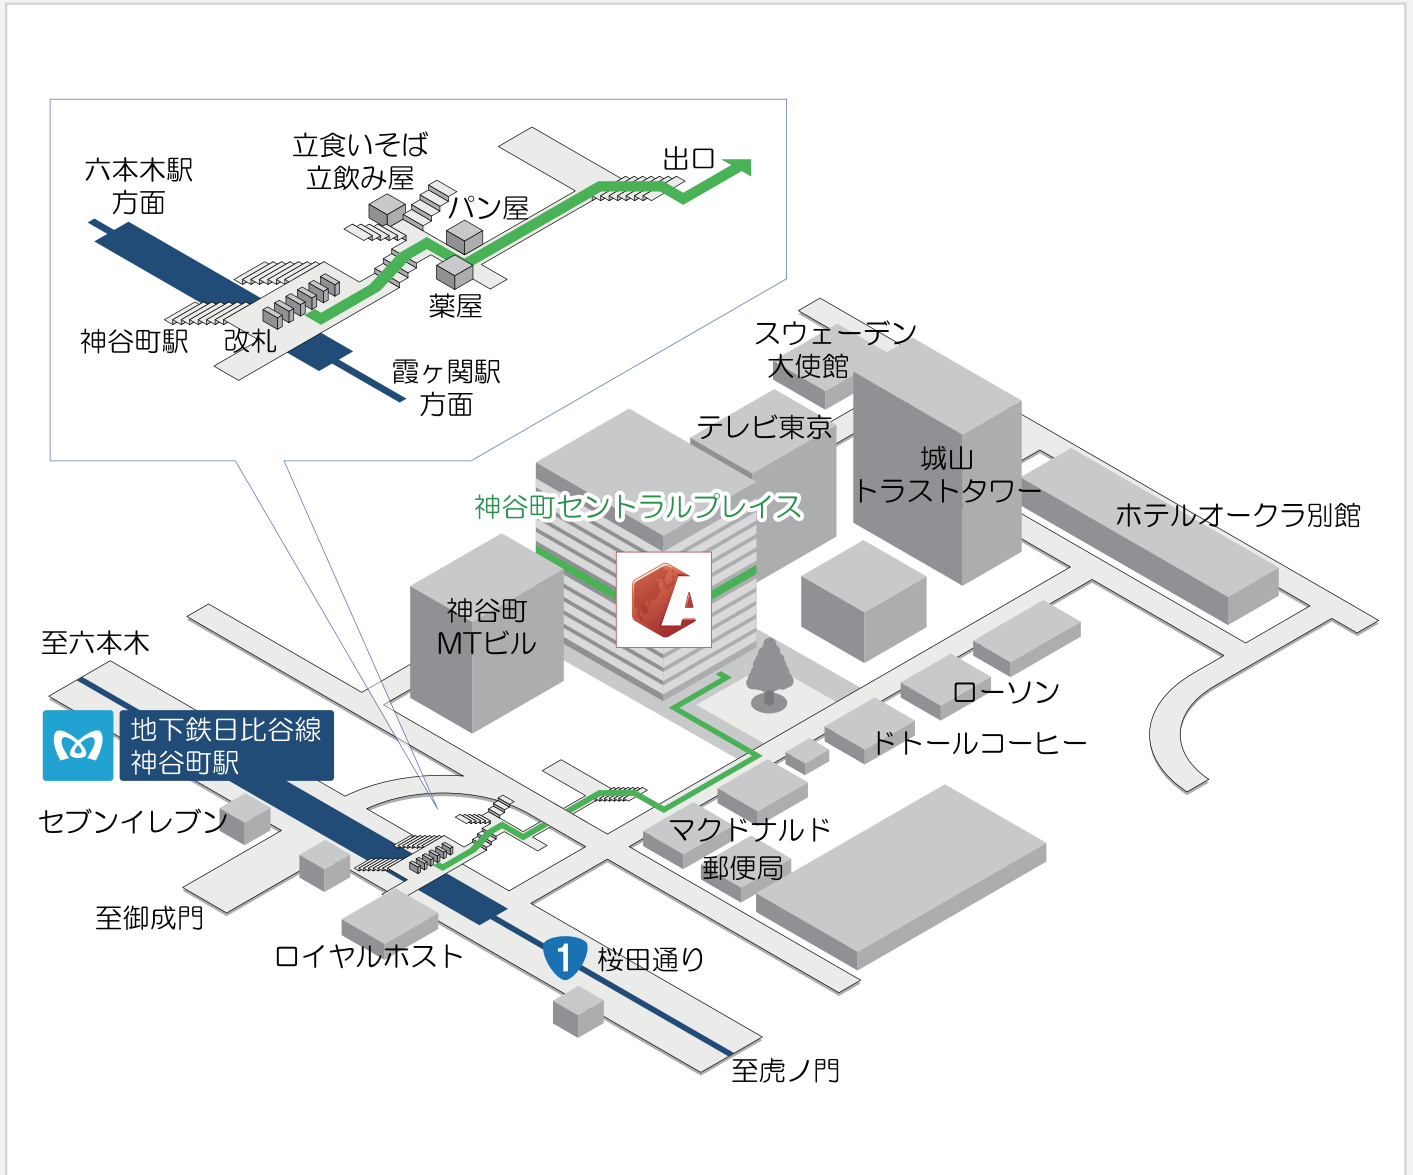 立食いそば
立飲み屋
出口
六本木駅
方面
パン屋
薬屋
神谷町駅
改札
霞ヶ関駅
方面
スウェーデン
大使館
テレビ東京
城山
トラストタワー
ホテルオークラ別館
神谷町セントラルプレイス
A
神谷町
MTビル
至六本木
地下鉄日比谷線
神谷町駅
ローソン
ドトールコーヒー
セブンイレブン
マクドナルド
郵便局
至御成門
ロイヤルホスト
1
桜田通り
至虎ノ門